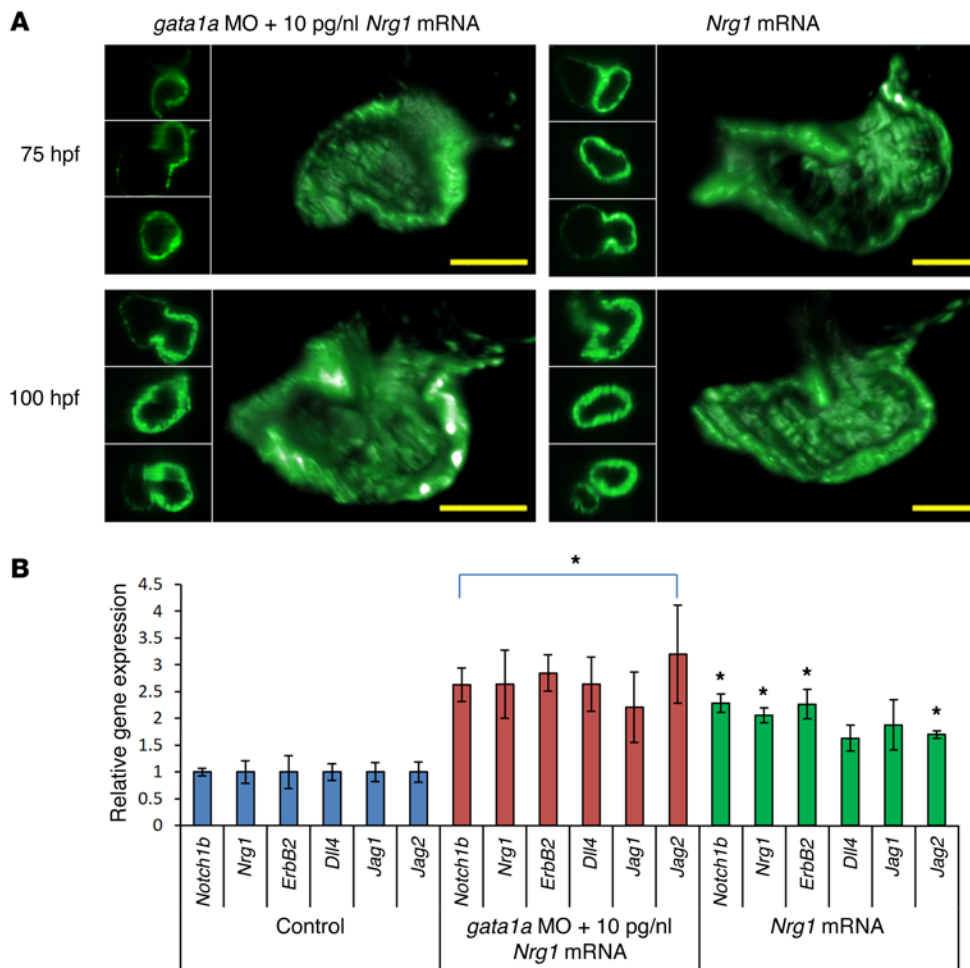 A
gata1a MO + 10 pg/nl Nrg1 mRNA
Nrg1 mRNA
75 hpf
100 hpf
B
Relative gene expression
4.5
4
3.5
3
2.5
2
1.5
1
0.5
0
*
* * * *
Notch1b Nrg1 ErbB2 Dll4 Jag1 Jag2 Notch1b Nrg1 ErbB2 Dll4 Jag1 Jag2 Notch1b Nrg1 ErbB2 Dll4 Jag1 Jag2
Control
gata1a MO + 10 pg/nl
Nrg1 mRNA
Nrg1 mRNA